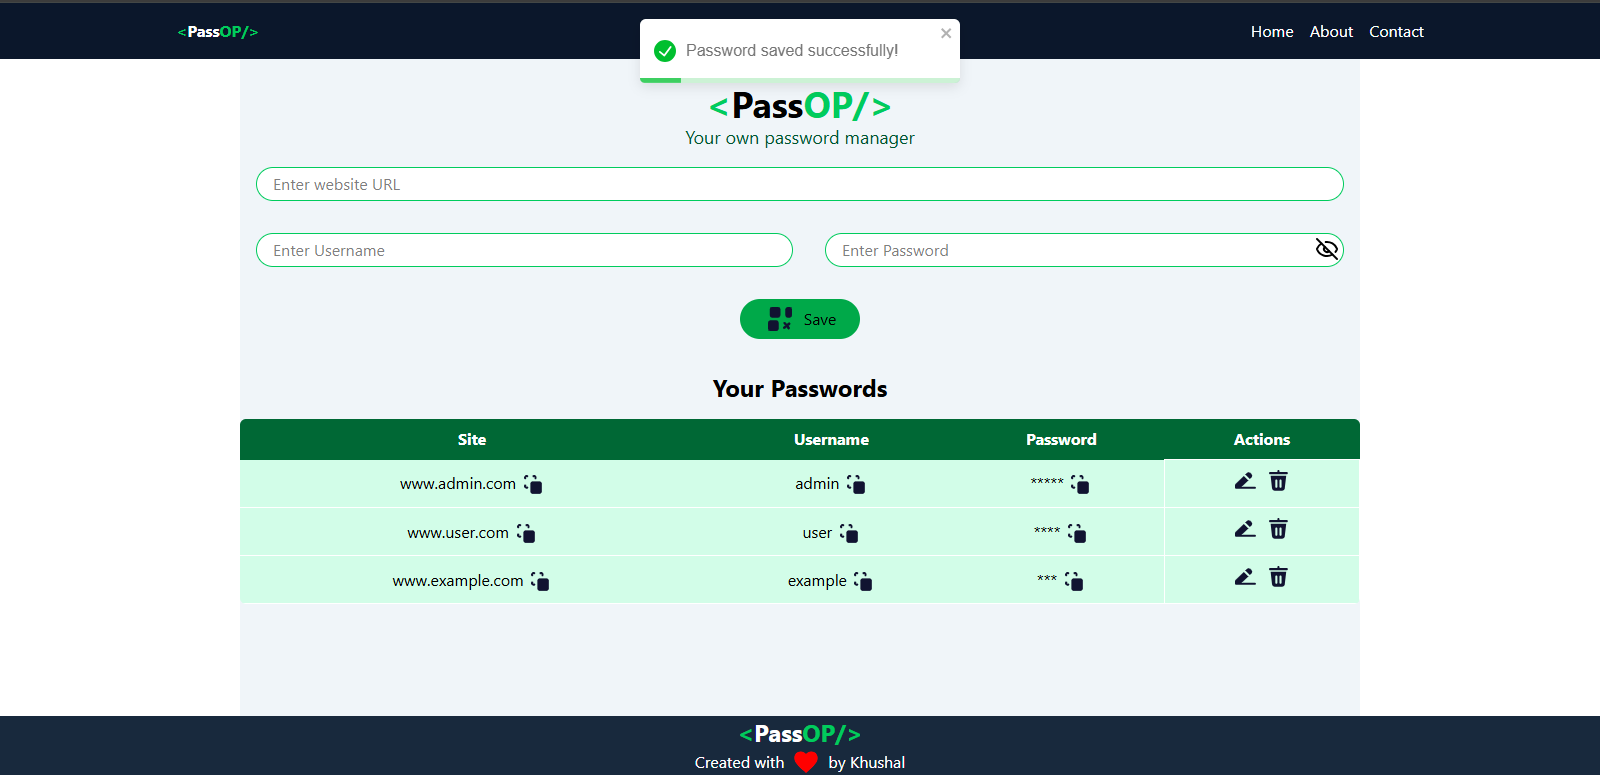 <PassOP/>
Home About Contact
Password saved successfully!
<PassOP/>
Your own password manager
Enter website URL
Enter Username Enter Password
Save
Your Passwords
Site Username Password Actions
www.admin.com admin *****
www.user.com user ****
www.example.com example ***
<PassOP/>
Created with by Khushal